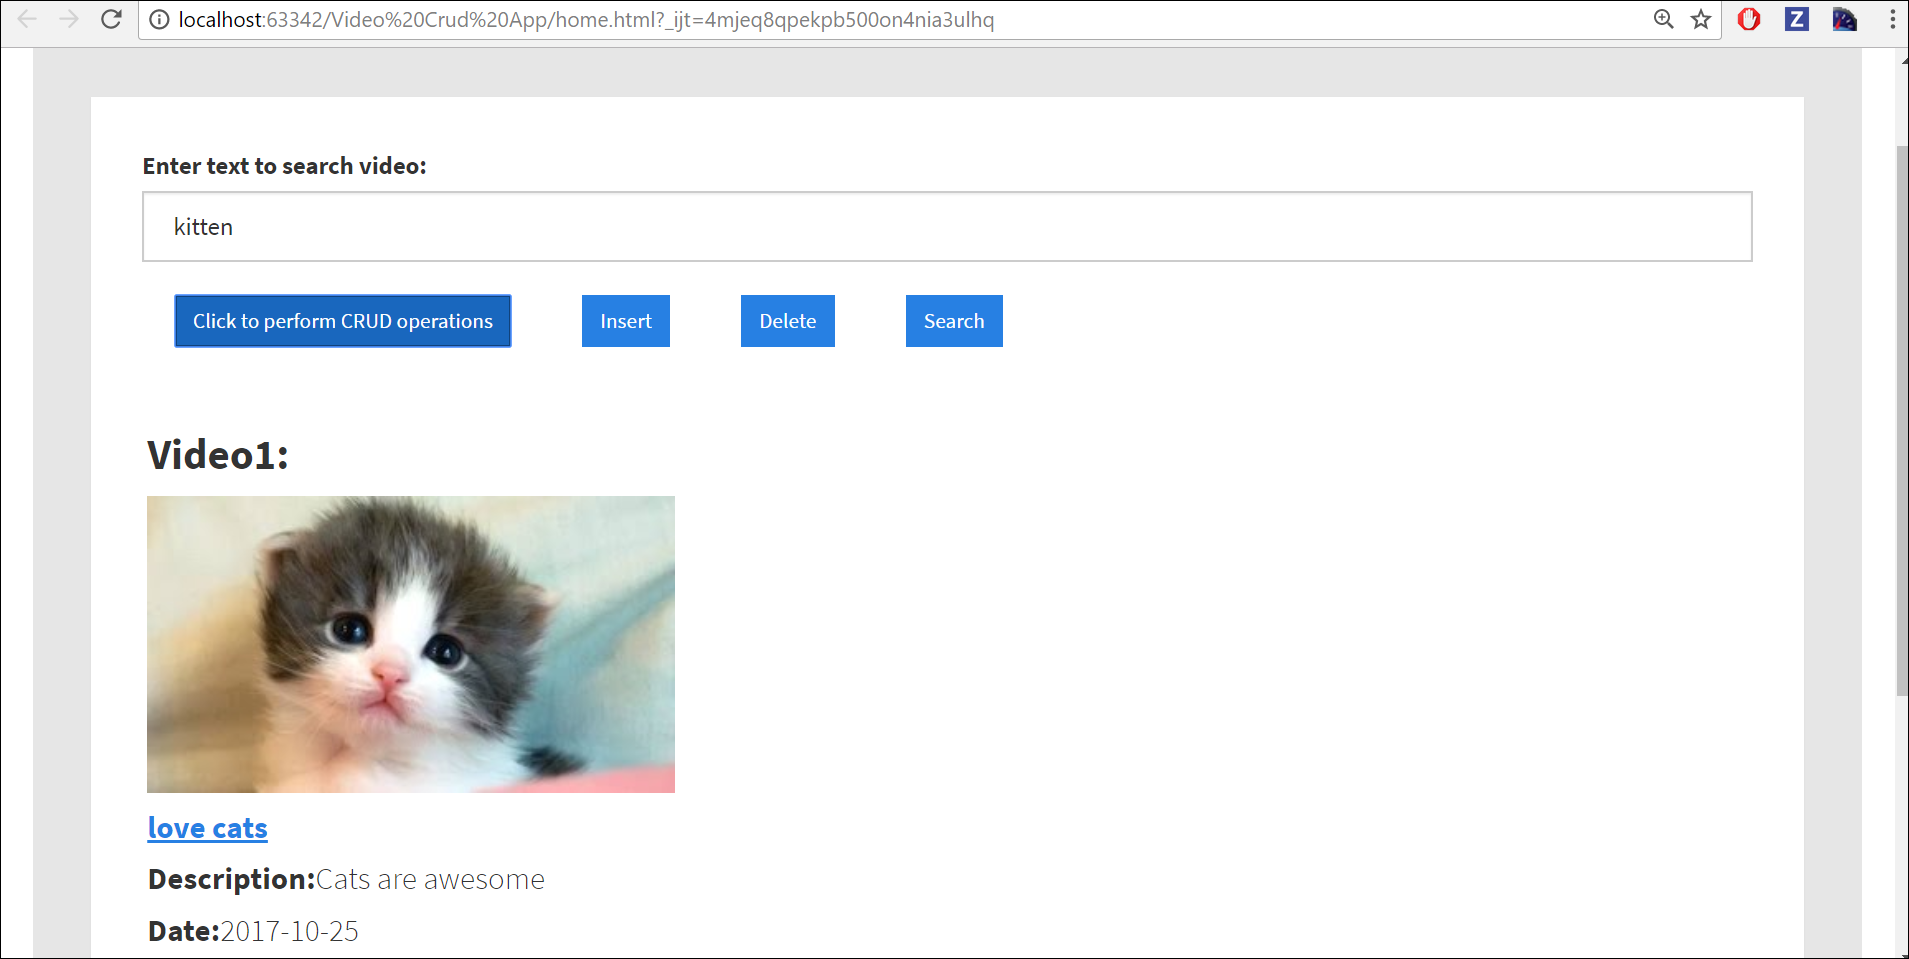 localhost:63342/Video%20Crud%20App/home.html?_ijt=4mjeq8qpekpb500on4nia3ulhq
Z
Enter text to search video:
kitten
Click to perform CRUD operations Insert Delete Search
Video1:
love cats
Description:Cats are awesome
Date:2017-10-25